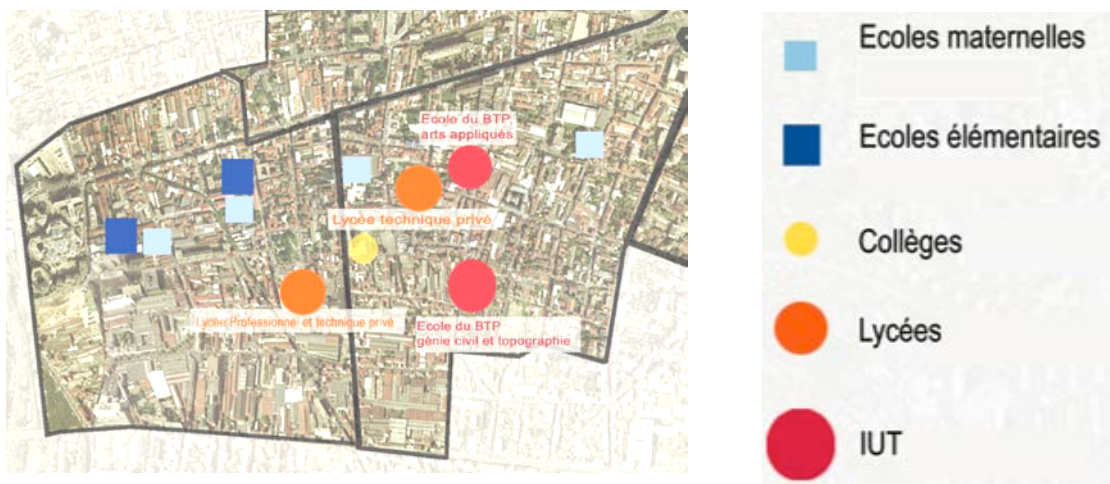 Ecole du BTP,
arts appliqués
Lycée technique privé
Lycée Professionnel et technique privé
Ecole du BTP
génie civil et topographie
Ecoles maternelles
Ecoles élémentaires
Collèges
Lycées
IUT